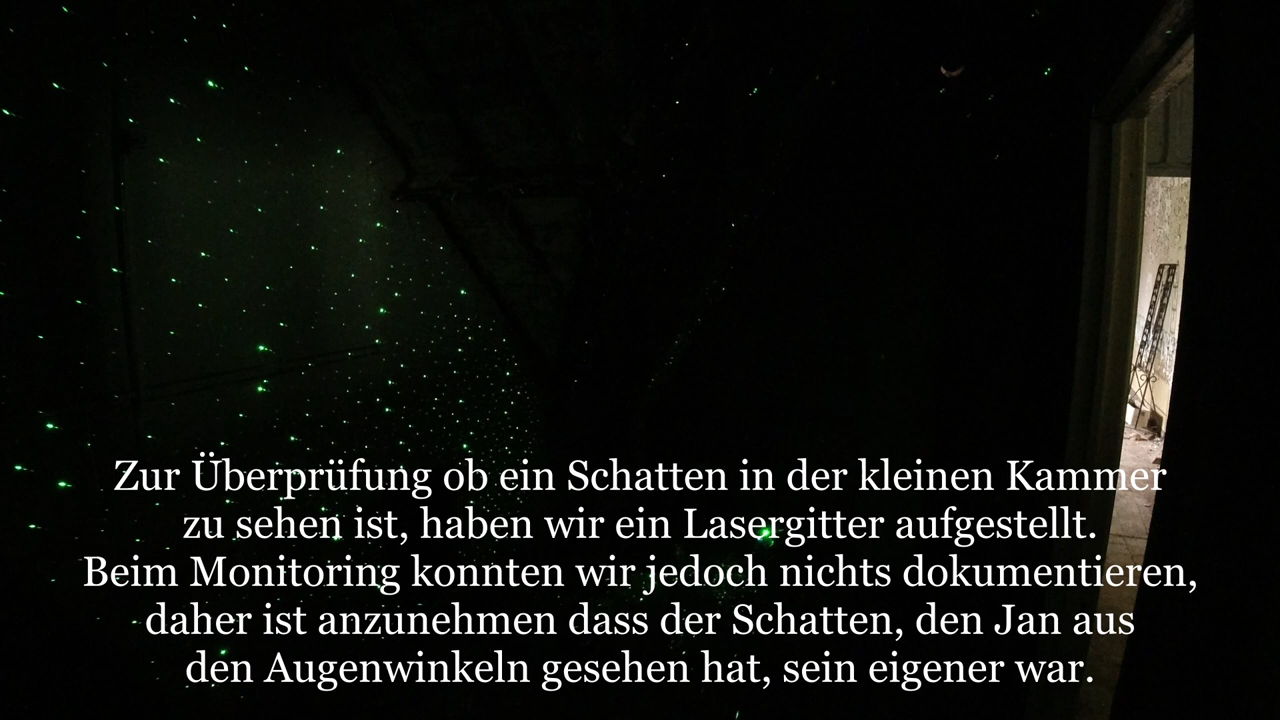 Zur Überprüfung ob ein Schatten in der kleinen Kammer
zu sehen ist, haben wir ein Lasergitter aufgestellt.
Beim Monitoring konnten wir jedoch nichts dokumentieren,
daher ist anzunehmen dass der Schatten, den Jan aus
den Augenwinkeln gesehen hat, sein eigener war.